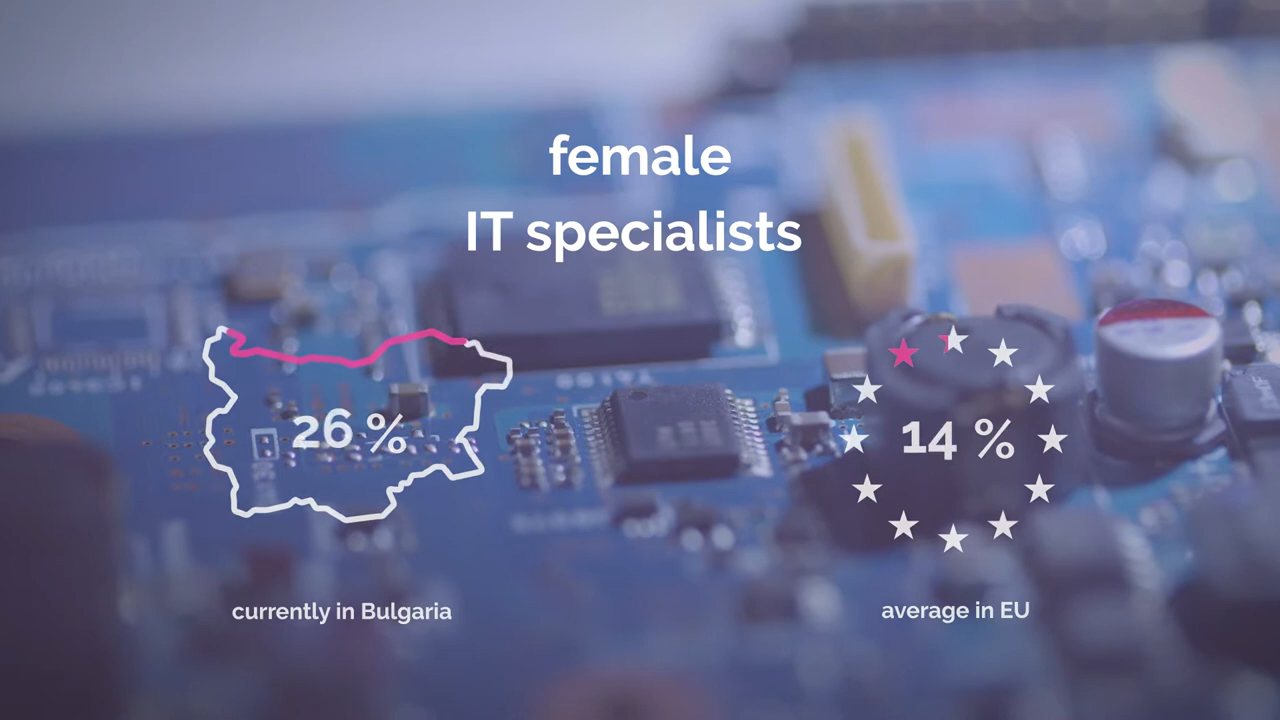 female
IT specialists
26 %
14 %
currently in Bulgaria
average in EU